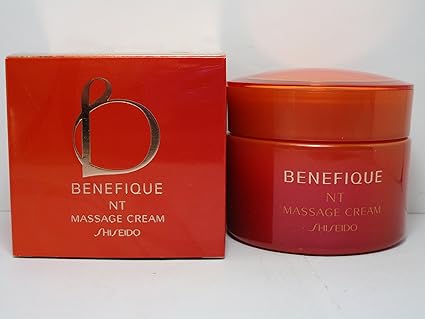 BENEFIQUE
NT
MASSAGE CREAM
SHISEIDO
BENEFIQUE
NT
MASSAGE CREAM
SHISEIDO